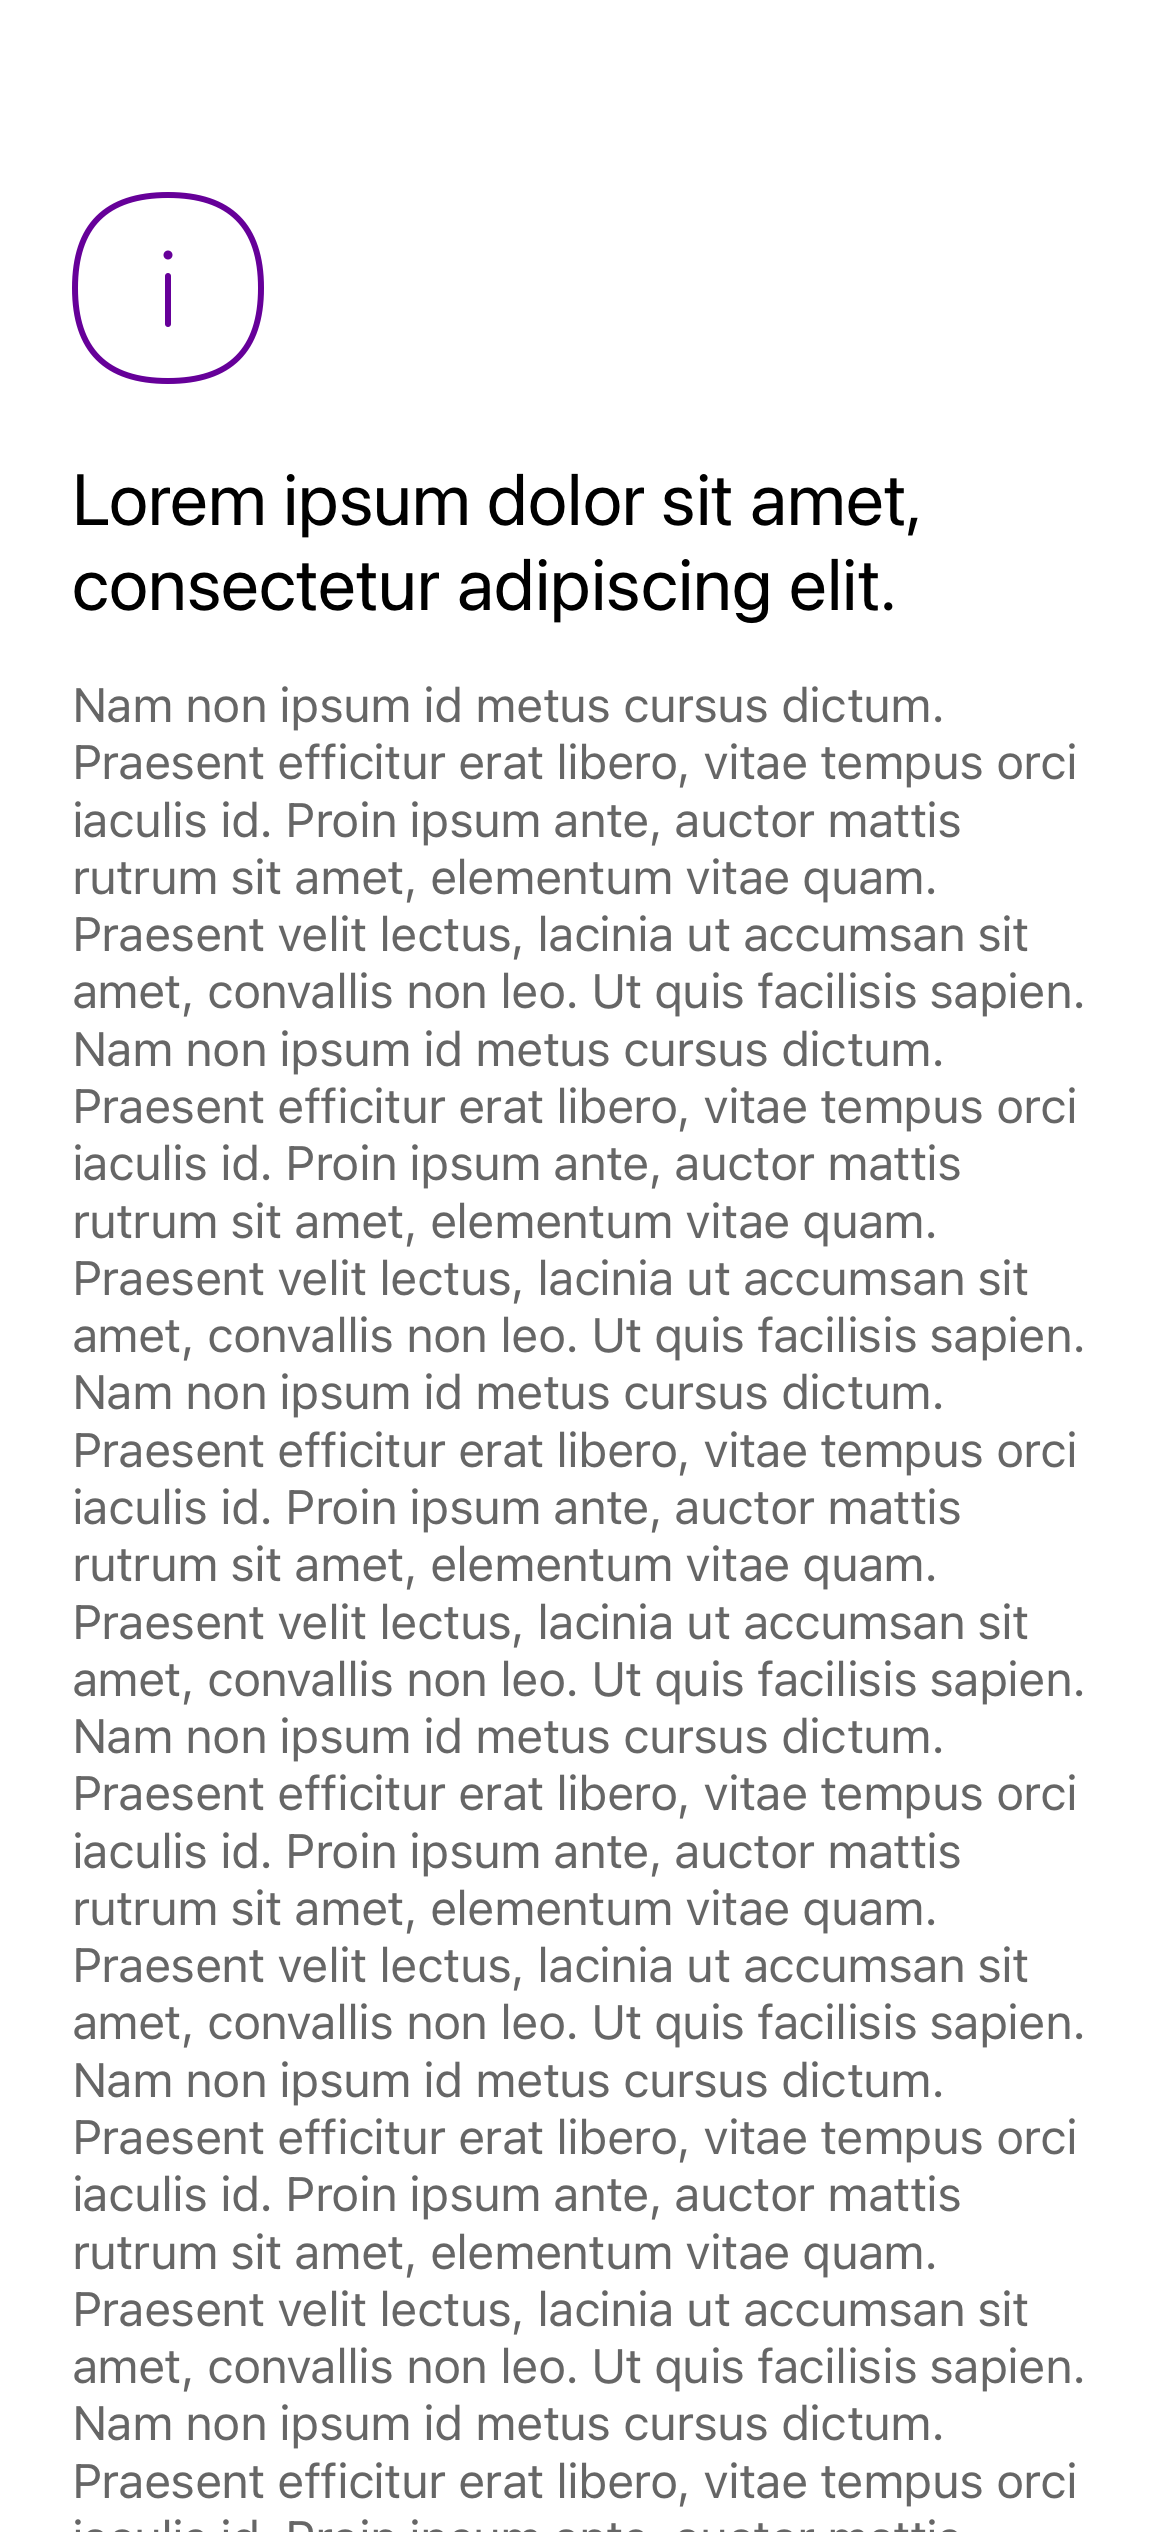 i
Lorem ipsum dolor sit amet,
consectetur adipiscing elit.
Nam non ipsum id metus cursus dictum.
Praesent efficitur erat libero, vitae tempus orci
iaculis id. Proin ipsum ante, auctor mattis
rutrum sit amet, elementum vitae quam.
Praesent velit lectus, lacinia ut accumsan sit
amet, convallis non leo. Ut quis facilisis sapien.
Nam non ipsum id metus cursus dictum.
Praesent efficitur erat libero, vitae tempus orci
iaculis id. Proin ipsum ante, auctor mattis
rutrum sit amet, elementum vitae quam.
Praesent velit lectus, lacinia ut accumsan sit
amet, convallis non leo. Ut quis facilisis sapien.
Nam non ipsum id metus cursus dictum.
Praesent efficitur erat libero, vitae tempus orci
iaculis id. Proin ipsum ante, auctor mattis
rutrum sit amet, elementum vitae quam.
Praesent velit lectus, lacinia ut accumsan sit
amet, convallis non leo. Ut quis facilisis sapien.
Nam non ipsum id metus cursus dictum.
Praesent efficitur erat libero, vitae tempus orci
iaculis id. Proin ipsum ante, auctor mattis
rutrum sit amet, elementum vitae quam.
Praesent velit lectus, lacinia ut accumsan sit
amet, convallis non leo. Ut quis facilisis sapien.
Nam non ipsum id metus cursus dictum.
Praesent efficitur erat libero, vitae tempus orci
iaculis id. Proin ipsum ante, auctor mattis
rutrum sit amet, elementum vitae quam.
Praesent velit lectus, lacinia ut accumsan sit
amet, convallis non leo. Ut quis facilisis sapien.
Nam non ipsum id metus cursus dictum.
Praesent efficitur erat libero, vitae tempus orci